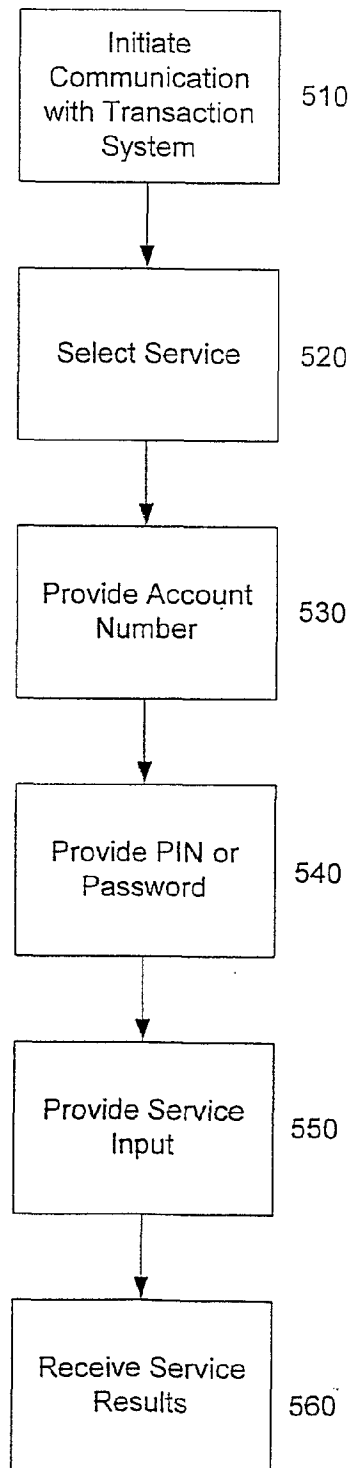 Initiate
Communication
with Transaction
System
510
Select Service
520
Provide Account
Number
530
Provide PIN or
Password
540
Provide Service
Input
550
Receive Service
Results
560